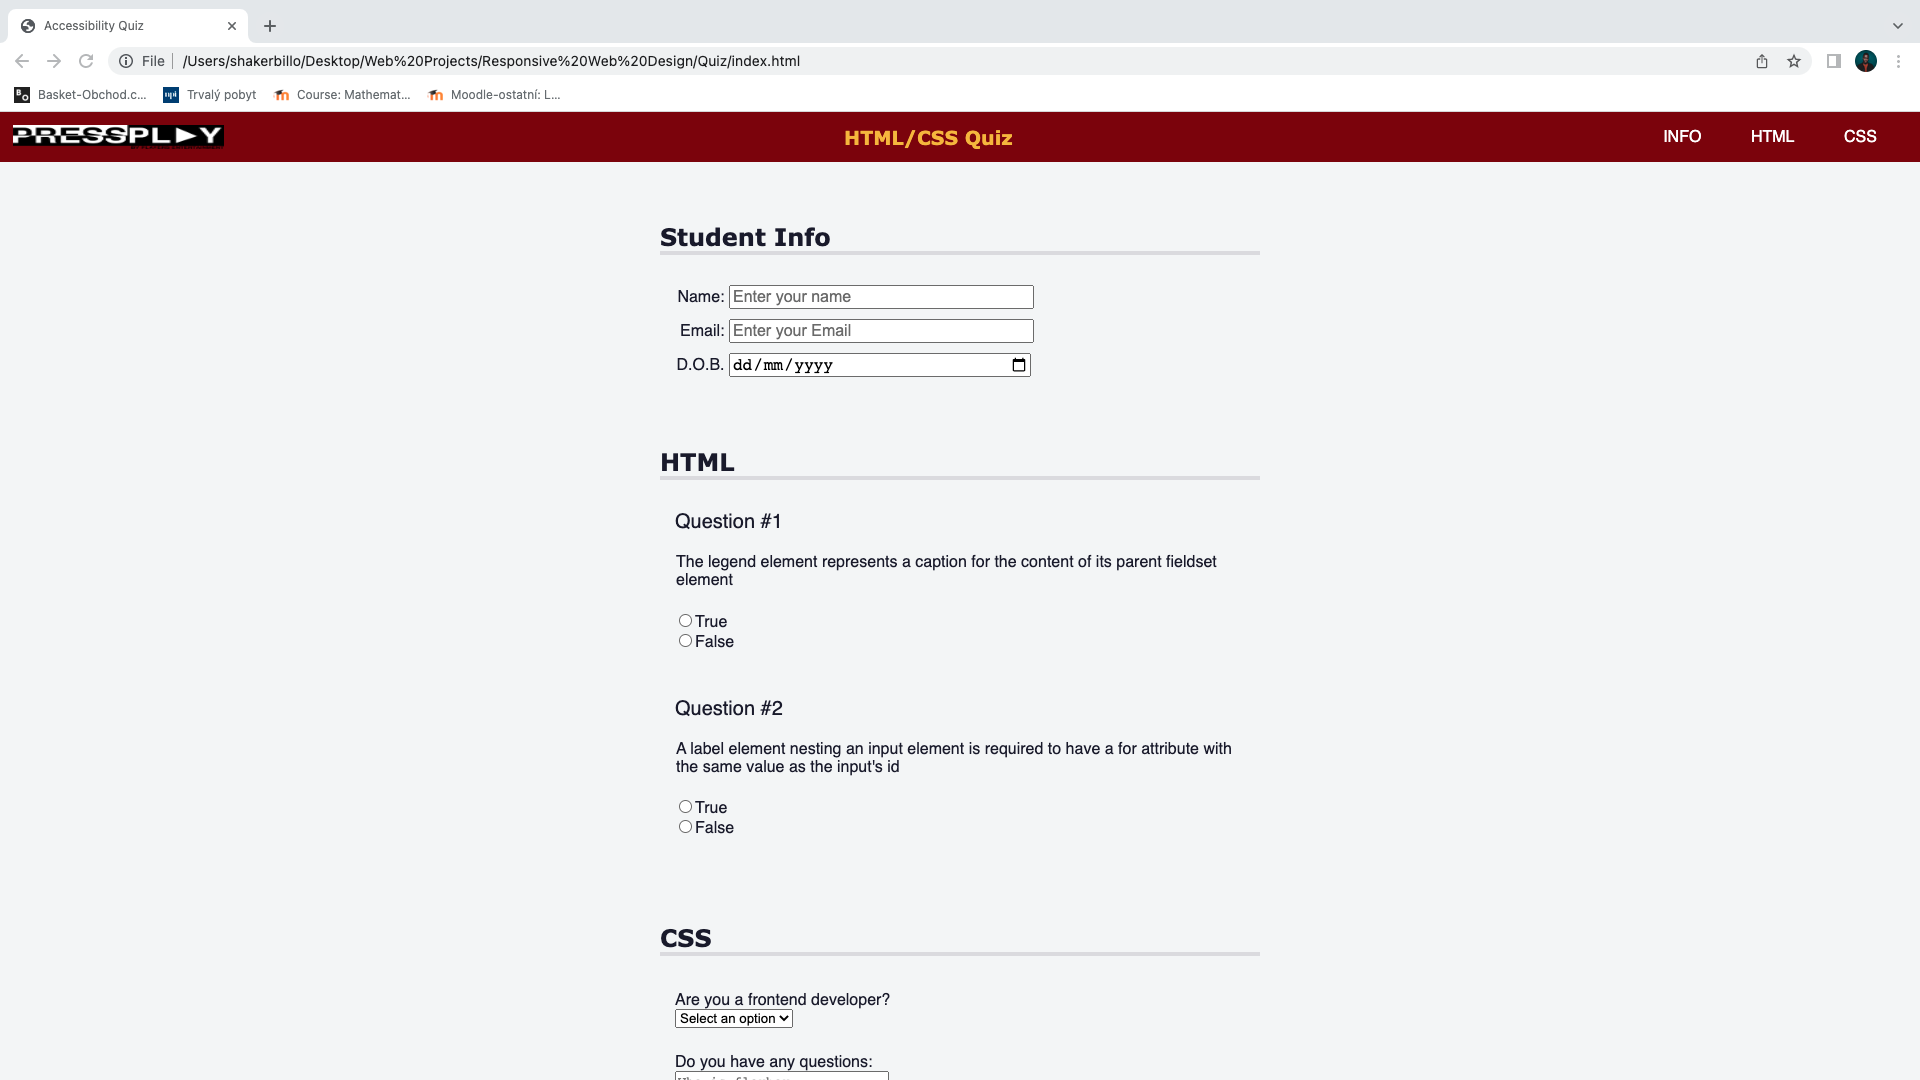 Accessibility Quiz
File /Users/shakerbillo/Desktop/Web%20Projects/Responsive%20Web%20Design/Quiz/index.html
Basket-Obchod.c... Trvalý pobyt Course: Mathemat... Moodle-ostatní: L...
PRESSPLAY HTML/CSS Quiz INFO HTML CSS
Student Info
Name: Enter your name
Email: Enter your Email
D.O.B. dd/mm/yyyy
HTML
Question #1
The legend element represents a caption for the content of its parent fieldset
element
True
False
Question #2
A label element nesting an input element is required to have a for attribute with
the same value as the input's id
True
False
CSS
Are you a frontend developer?
Select an option
Do you have any questions: